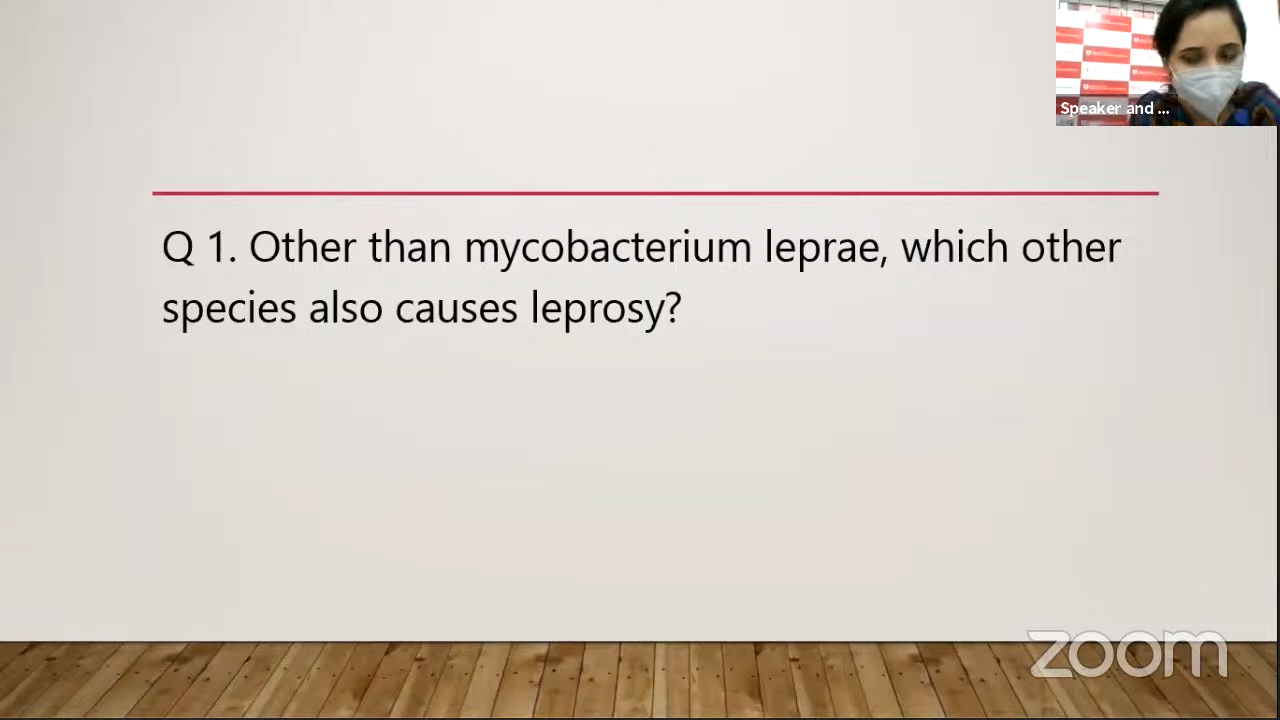 Speaker and ...
Q 1. Other than mycobacterium leprae, which other
species also causes leprosy?
zoom